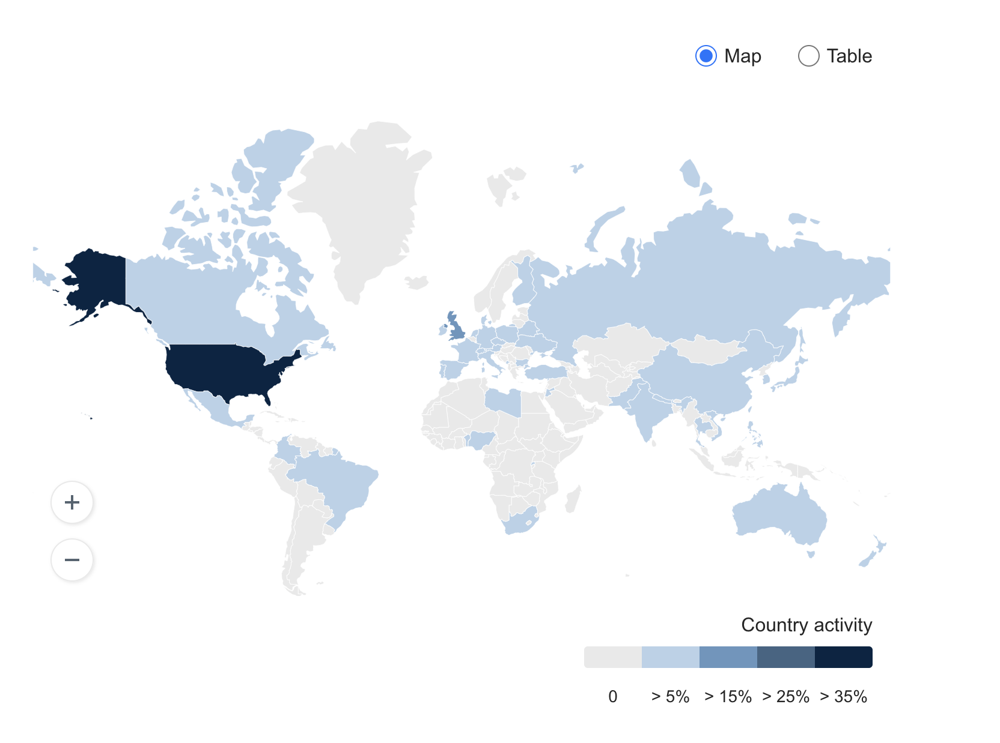 Map Table
Country activity
0 > 5% > 15% > 25% > 35%